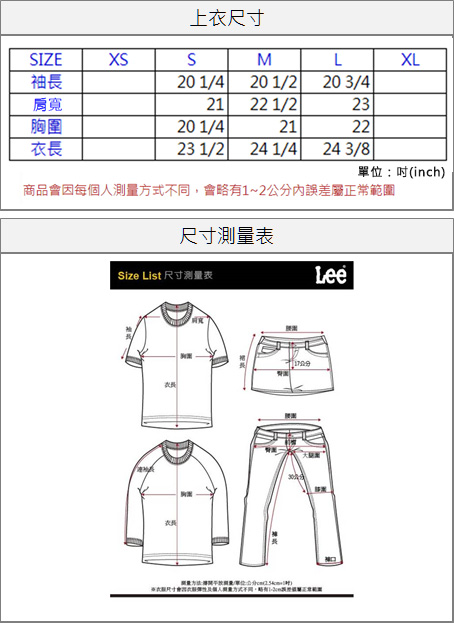 上衣尺寸
SIZE XS S M L XL
袖長 20 1/4 20 1/2 20 3/4
肩寬 21 22 1/2 23
胸圍 20 1/4 21 22
衣長 23 1/2 24 1/4 24 3/8
單位：吋(inch)
商品會因每個人測量方式不同，會略有1~2公分內誤差屬正常範圍
尺寸測量表
Size List 尺寸測量表 Lee
袖長 肩寬
胸圍
衣長
腰圍
裙長
17公分
臀圍
連袖長
胸圍
衣長
腰圍
前襠
臀圍
大腿圍
30公分
膝圍
褲長
褲口
測量方法:攤開平放測量/單位:公分cm(2.54cm=1吋)
※衣服尺寸會因衣服彈性及個人測量方式不同、略有1-2cm誤差值屬正常範圍